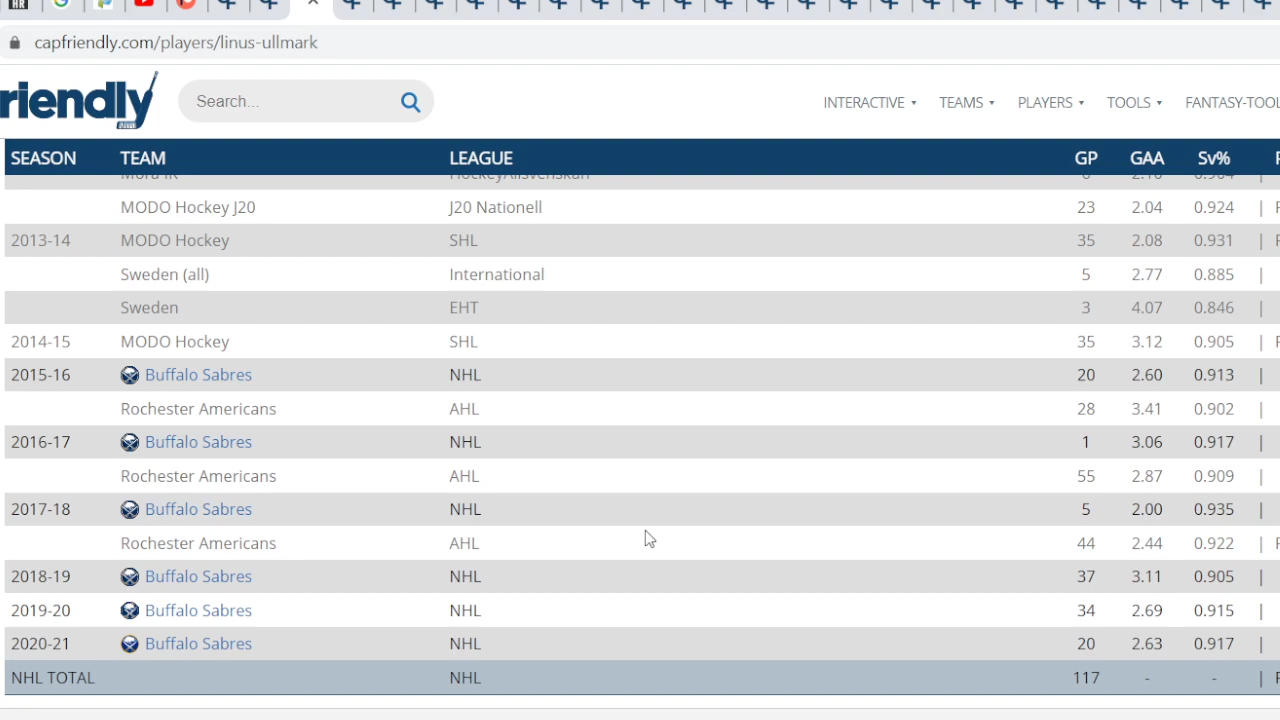 capfriendly.com/players/linus-ullmark
riendly
Search...
INTERACTIVE TEAMS PLAYERS TOOLS FANTASY-TOOL
SEASON TEAM LEAGUE GP GAA Sv%
Mora IK HockeyAllsvenskan 6 2.10 0.904 |
MODO Hockey J20 J20 Nationell 23 2.04 0.924 |
2013-14 MODO Hockey SHL 35 2.08 0.931 |
Sweden (all) International 5 2.77 0.885 |
Sweden EHT 3 4.07 0.846 |
2014-15 MODO Hockey SHL 35 3.12 0.905 |
2015-16 Buffalo Sabres NHL 20 2.60 0.913 |
Rochester Americans AHL 28 3.41 0.902 |
2016-17 Buffalo Sabres NHL 1 3.06 0.917 |
Rochester Americans AHL 55 2.87 0.909 |
2017-18 Buffalo Sabres NHL 5 2.00 0.935 |
Rochester Americans AHL 44 2.44 0.922 |
2018-19 Buffalo Sabres NHL 37 3.11 0.905 |
2019-20 Buffalo Sabres NHL 34 2.69 0.915 |
2020-21 Buffalo Sabres NHL 20 2.63 0.917 |
NHL TOTAL NHL 117 - - |